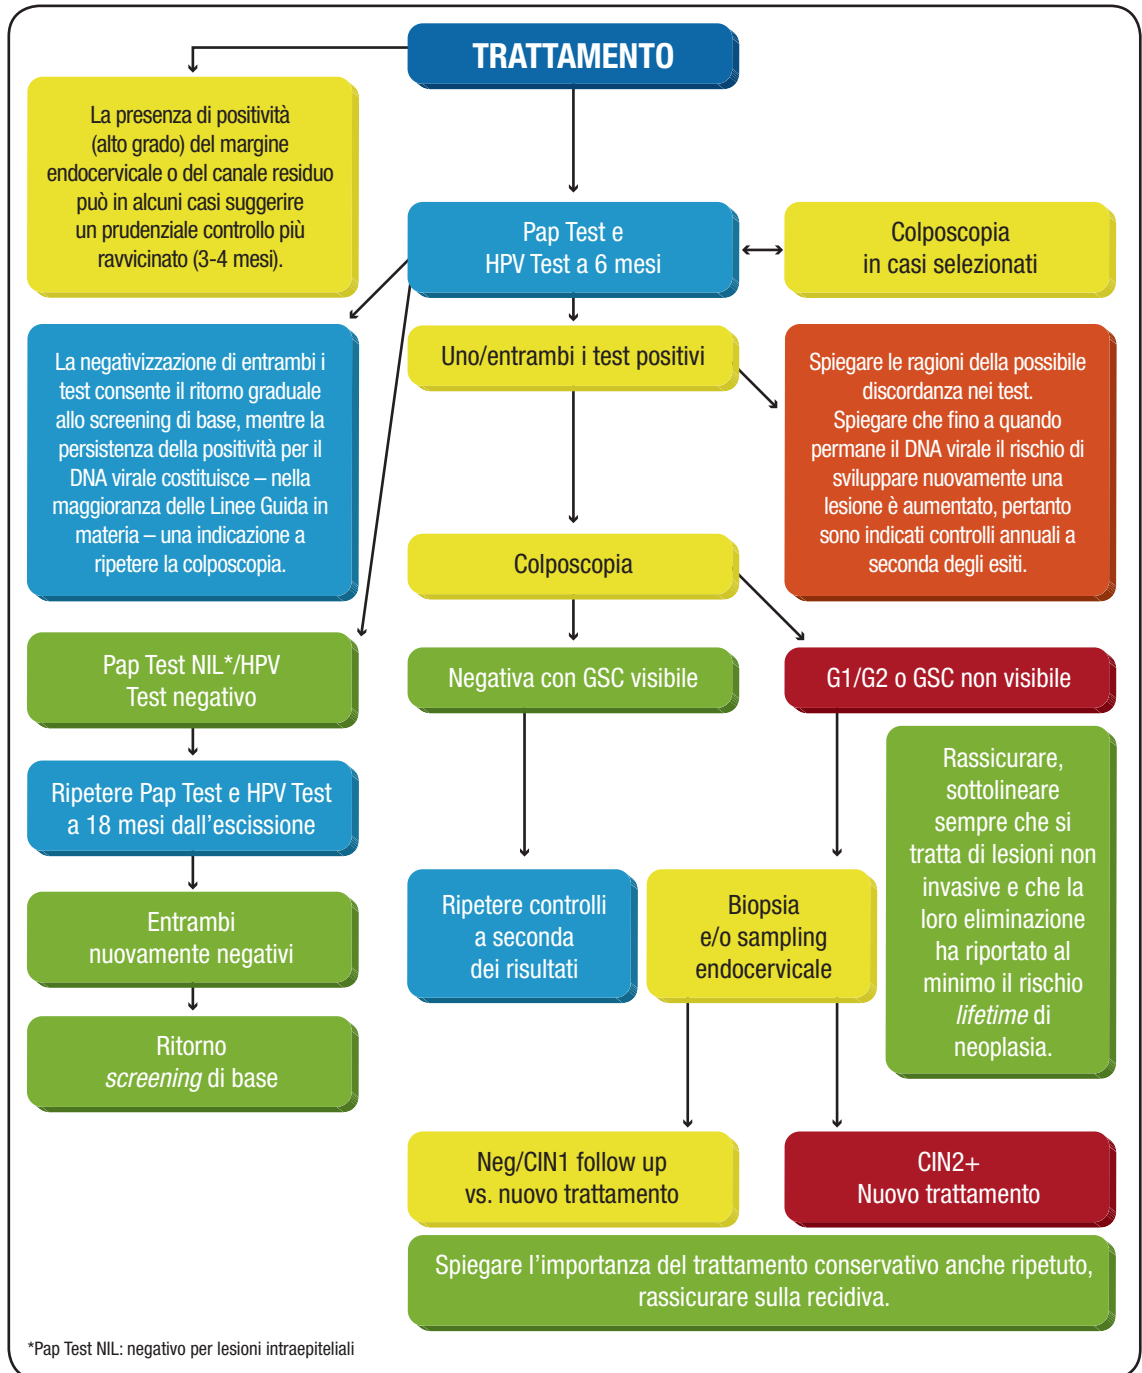 TRATTAMENTO
La presenza di positività
(alto grado) del margine
endocervicale o del canale residuo
può in alcuni casi suggerire
un prudenziale controllo più
ravvicinato (3-4 mesi).
Pap Test e
HPV Test a 6 mesi
Colposcopia
in casi selezionati
La negativizzazione di entrambi i
test consente il ritorno graduale
allo screening di base, mentre la
persistenza della positività per il
DNA virale costituisce – nella
maggioranza delle Linee Guida in
materia – una indicazione a
ripetere la colposcopia.
Uno/entrambi i test positivi
Spiegare le ragioni della possibile
discordanza nei test.
Spiegare che fino a quando
permane il DNA virale il rischio di
sviluppare nuovamente una
lesione è aumentato, pertanto
sono indicati controlli annuali a
seconda degli esiti.
Colposcopia
Pap Test NIL*/HPV
Test negativo
Negativa con GSC visibile
G1/G2 o GSC non visibile
Ripetere Pap Test e HPV Test
a 18 mesi dall’escissione
Rassicurare,
sottolineare
sempre che si
tratta di lesioni non
invasive e che la
loro eliminazione
ha riportato al
minimo il rischio
lifetime di
neoplasia.
Entrambi
nuovamente negativi
Ripetere controlli
a seconda
dei risultati
Biopsia
e/o sampling
endocervicale
Ritorno
screening di base
Neg/CIN1 follow up
vs. nuovo trattamento
CIN2+
Nuovo trattamento
Spiegare l’importanza del trattamento conservativo anche ripetuto,
rassicurare sulla recidiva.
*Pap Test NIL: negativo per lesioni intraepiteliali